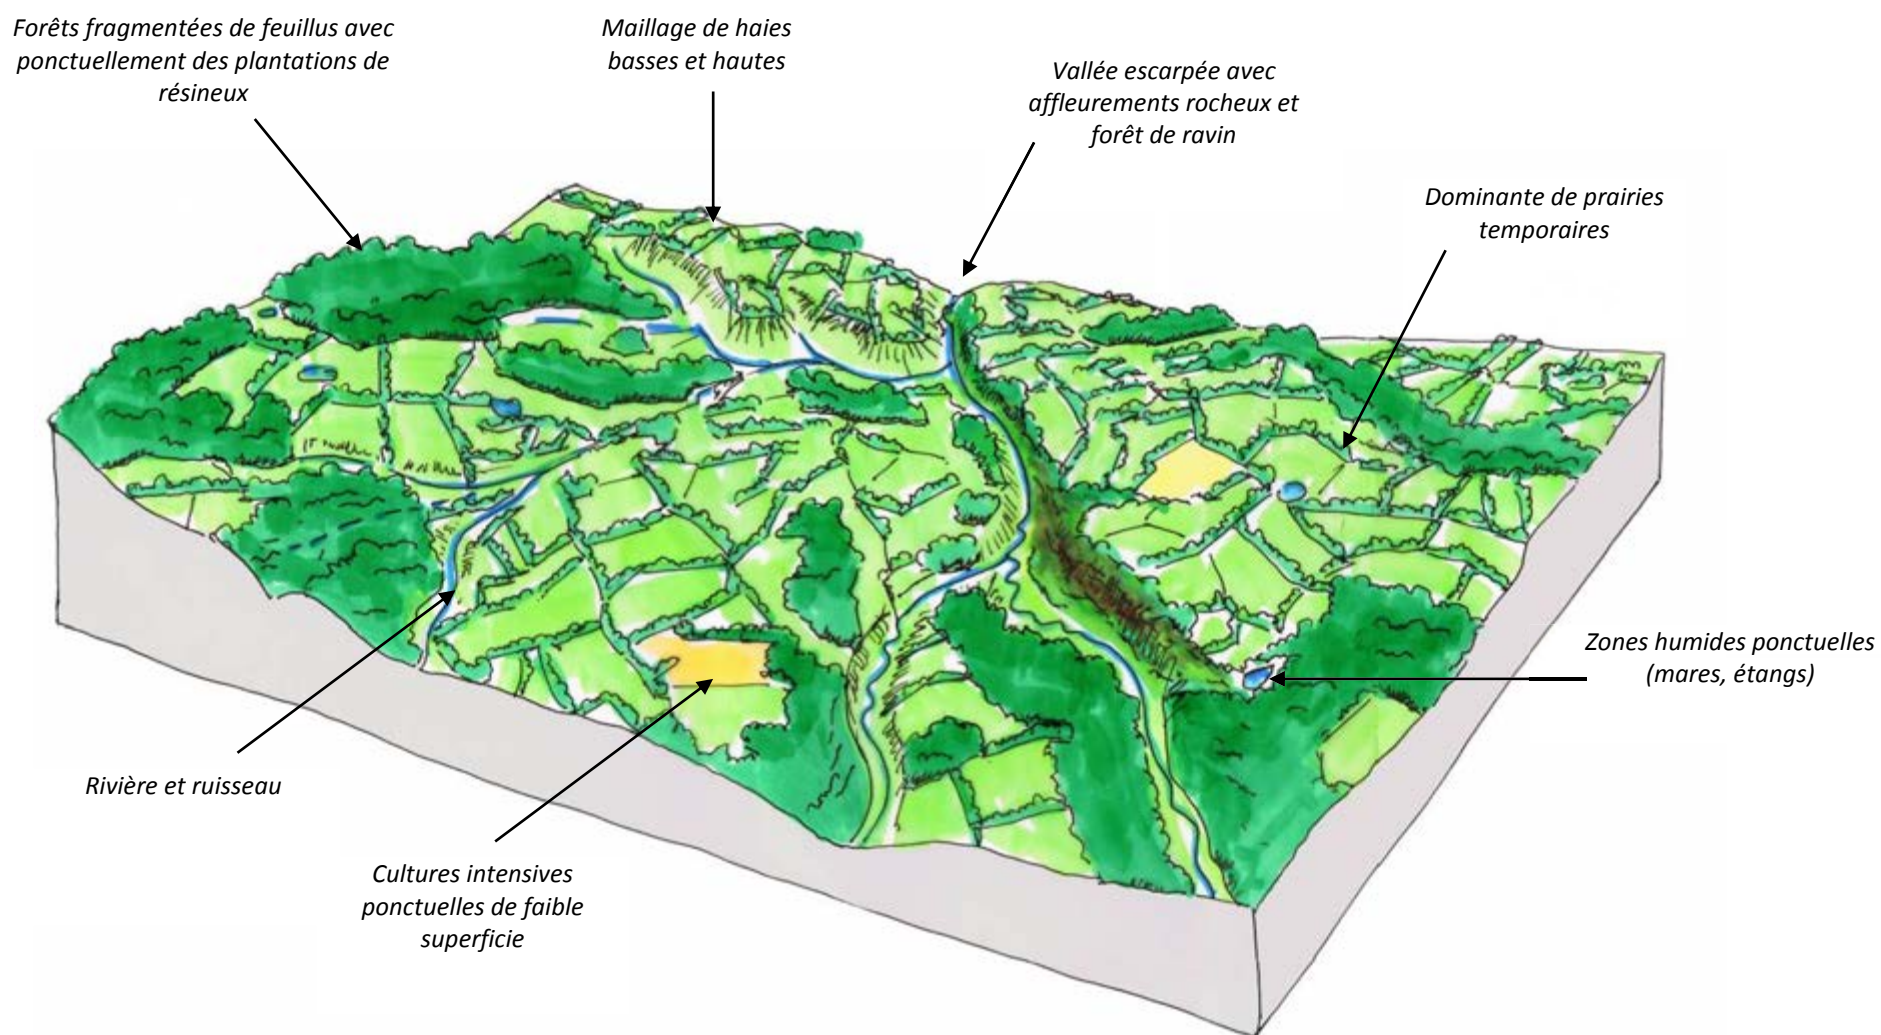 Forêts fragmentées de feuillus avec
ponctuellement des plantations de
résineux
Maillage de haies
basses et hautes
Vallée escarpée avec
affleurements rocheux et
forêt de ravin
Dominante de prairies
temporaires
Zones humides ponctuelles
(mares, étangs)
Rivière et ruisseau
Cultures intensives
ponctuelles de faible
superficie